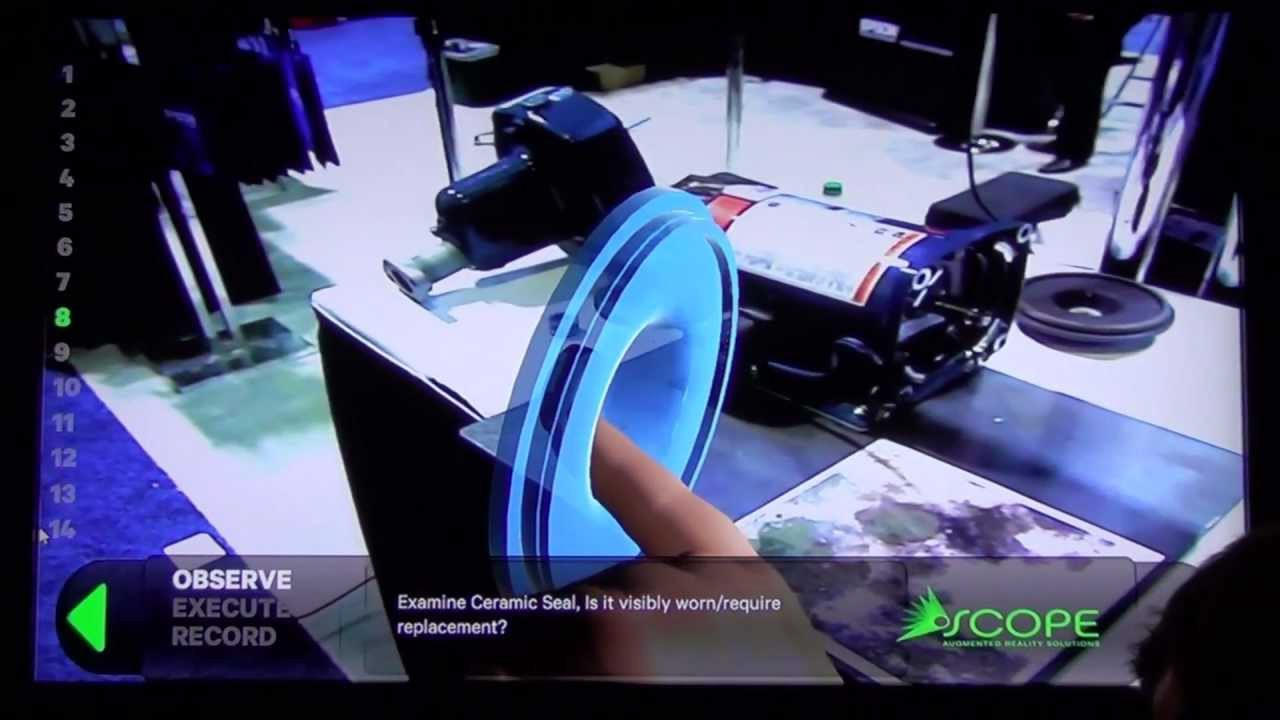 1
2
3
4
5
6
7
8
9
10
11
12
13
14
OBSERVE
EXECUTE
RECORD
Examine Ceramic Seal, Is it visibly worn/require
replacement?
SCOPE
AUGMENTED REALITY SOLUTIONS